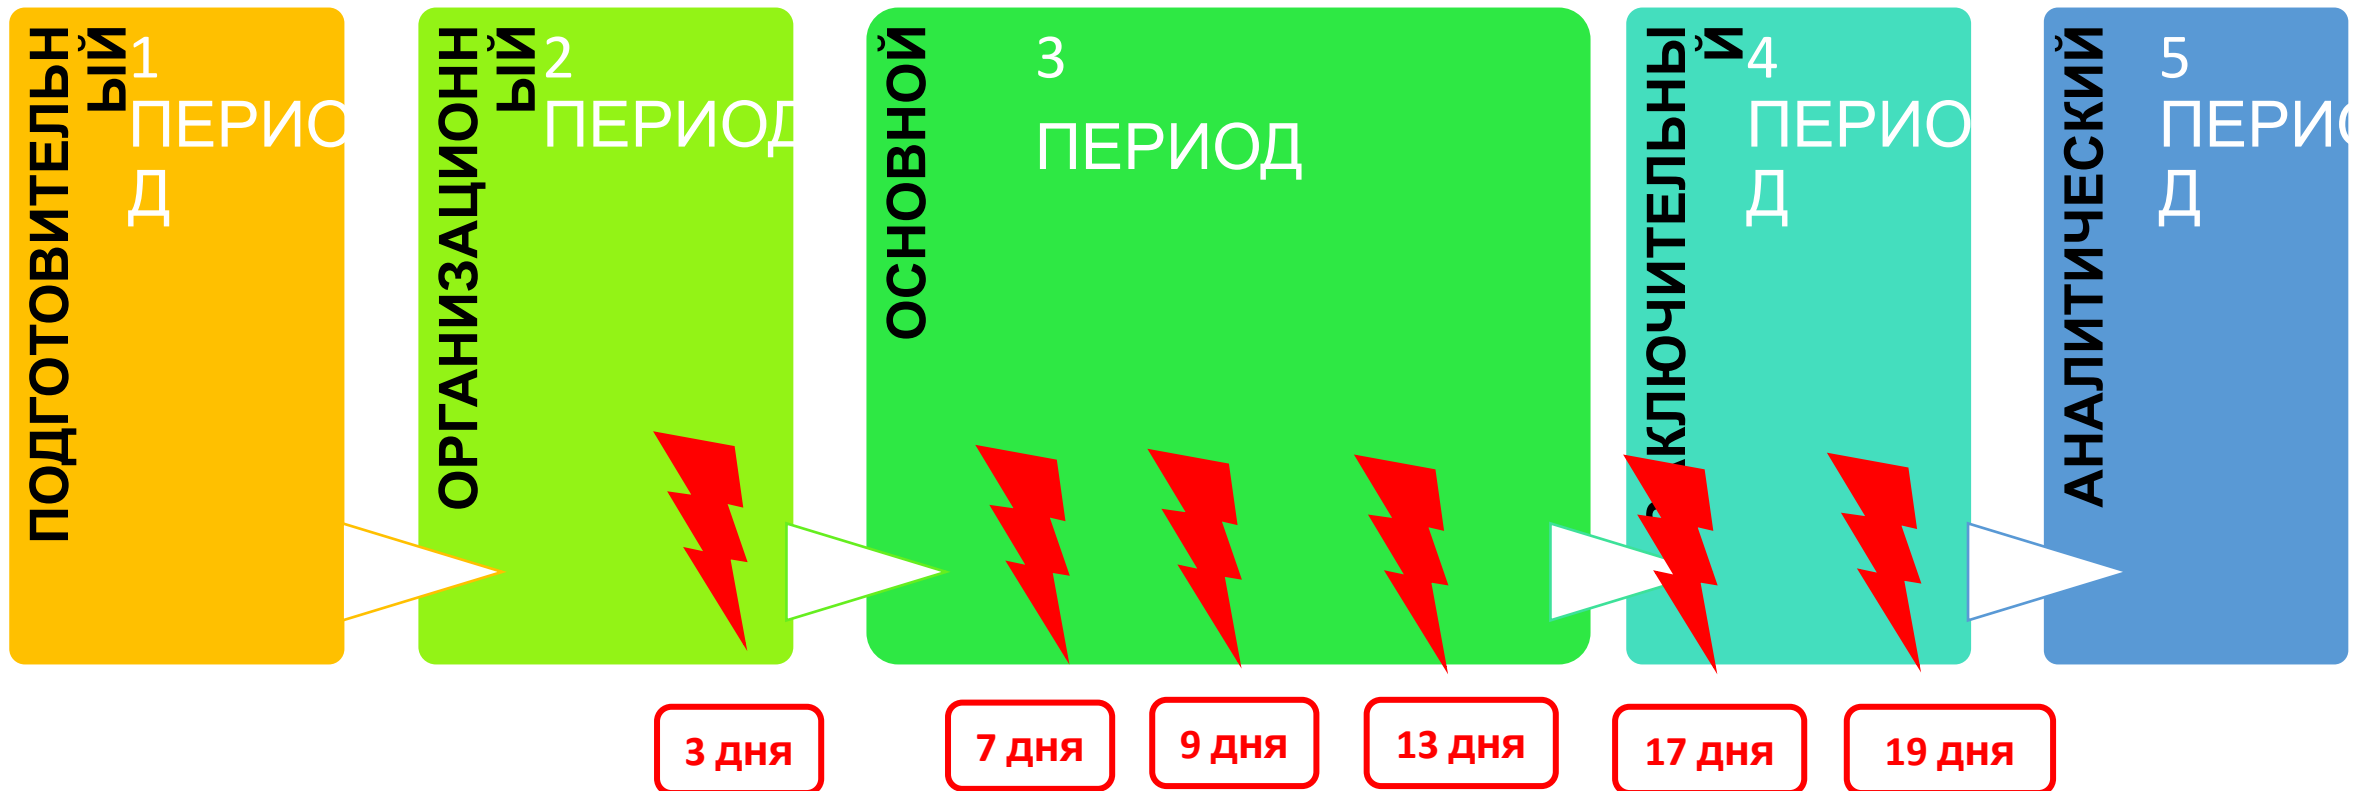 ПОДГОТОВИТЕЛЬН
ЫЙ
1
ПЕРИО
Д
ОРГАНИЗАЦИОНН
ЫЙ
2
ПЕРИОД
ОСНОВНОЙ
3
ПЕРИОД
ЗАКЛЮЧИТЕЛЬНЫ
Й
4
ПЕРИО
Д
АНАЛИТИЧЕСКИЙ
5
ПЕРИО
Д
3 дня
7 дня
9 дня
13 дня
17 дня
19 дня